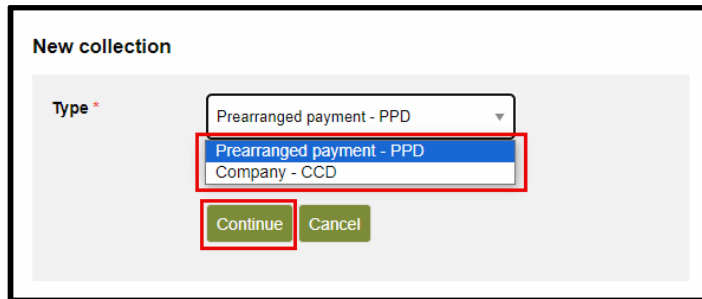 New collection
Type *
Prearranged payment - PPD
Prearranged payment - PPD
Company - CCD
Continue Cancel